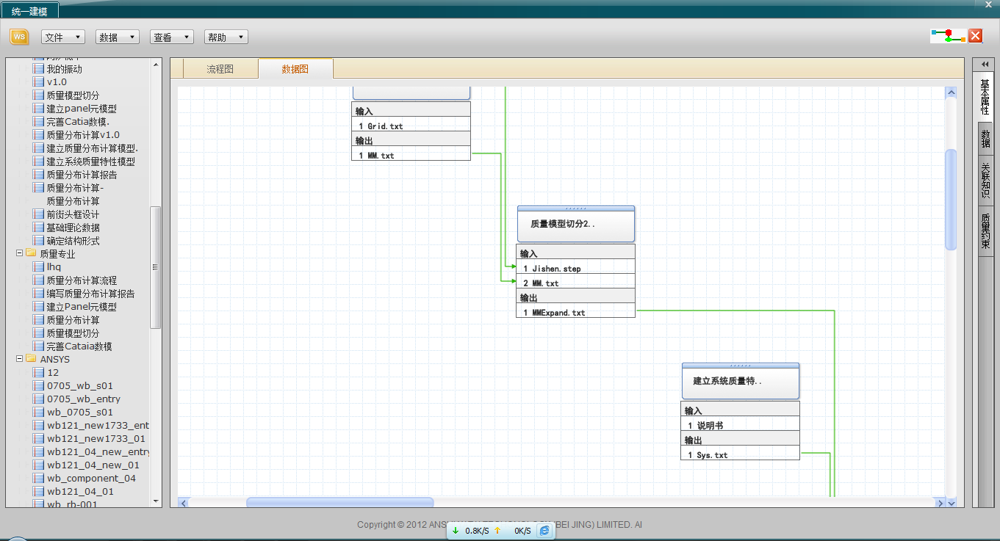 统一建模
X
WS
文件
数据
查看
帮助
我的振动
v1.0
质量模型切分
建立panel元模型
完善Catia数模.
质量分布计算v1.0
建立质量分布计算模型.
建立系统质量特性模型
质量分布计算报告
质量分布计算-
质量分布计算
前街头框设计
基础理论数据
确定结构形式
质量专业
lhq
质量分布计算流程
编写质量分布计算报告
建立Panel元模型
质量分布计算
质量模型切分
完善Cataia数模
ANSYS
12
0705_wb_s01
0705_wb_entry
wb_0705_s01
wb121_new1733_ent
wb121_new1733_01
wb121_04_new_entry
wb121_04_new_01
wb_component_04
wb121_04_01
wb_rb-001
流程图
数据图
输入
1 Grid.txt
输出
1 MM.txt
质量模型切分2..
输入
1 Jishen.step
2 MM.txt
输出
1 MMExpand.txt
建立系统质量特..
输入
1 说明书
输出
1 Sys.txt
基本属性
数据
关联知识
质量约束
Copyright © 2012 ANS
BEI JING) LIMITED. Al
0.8K/S
0K/S